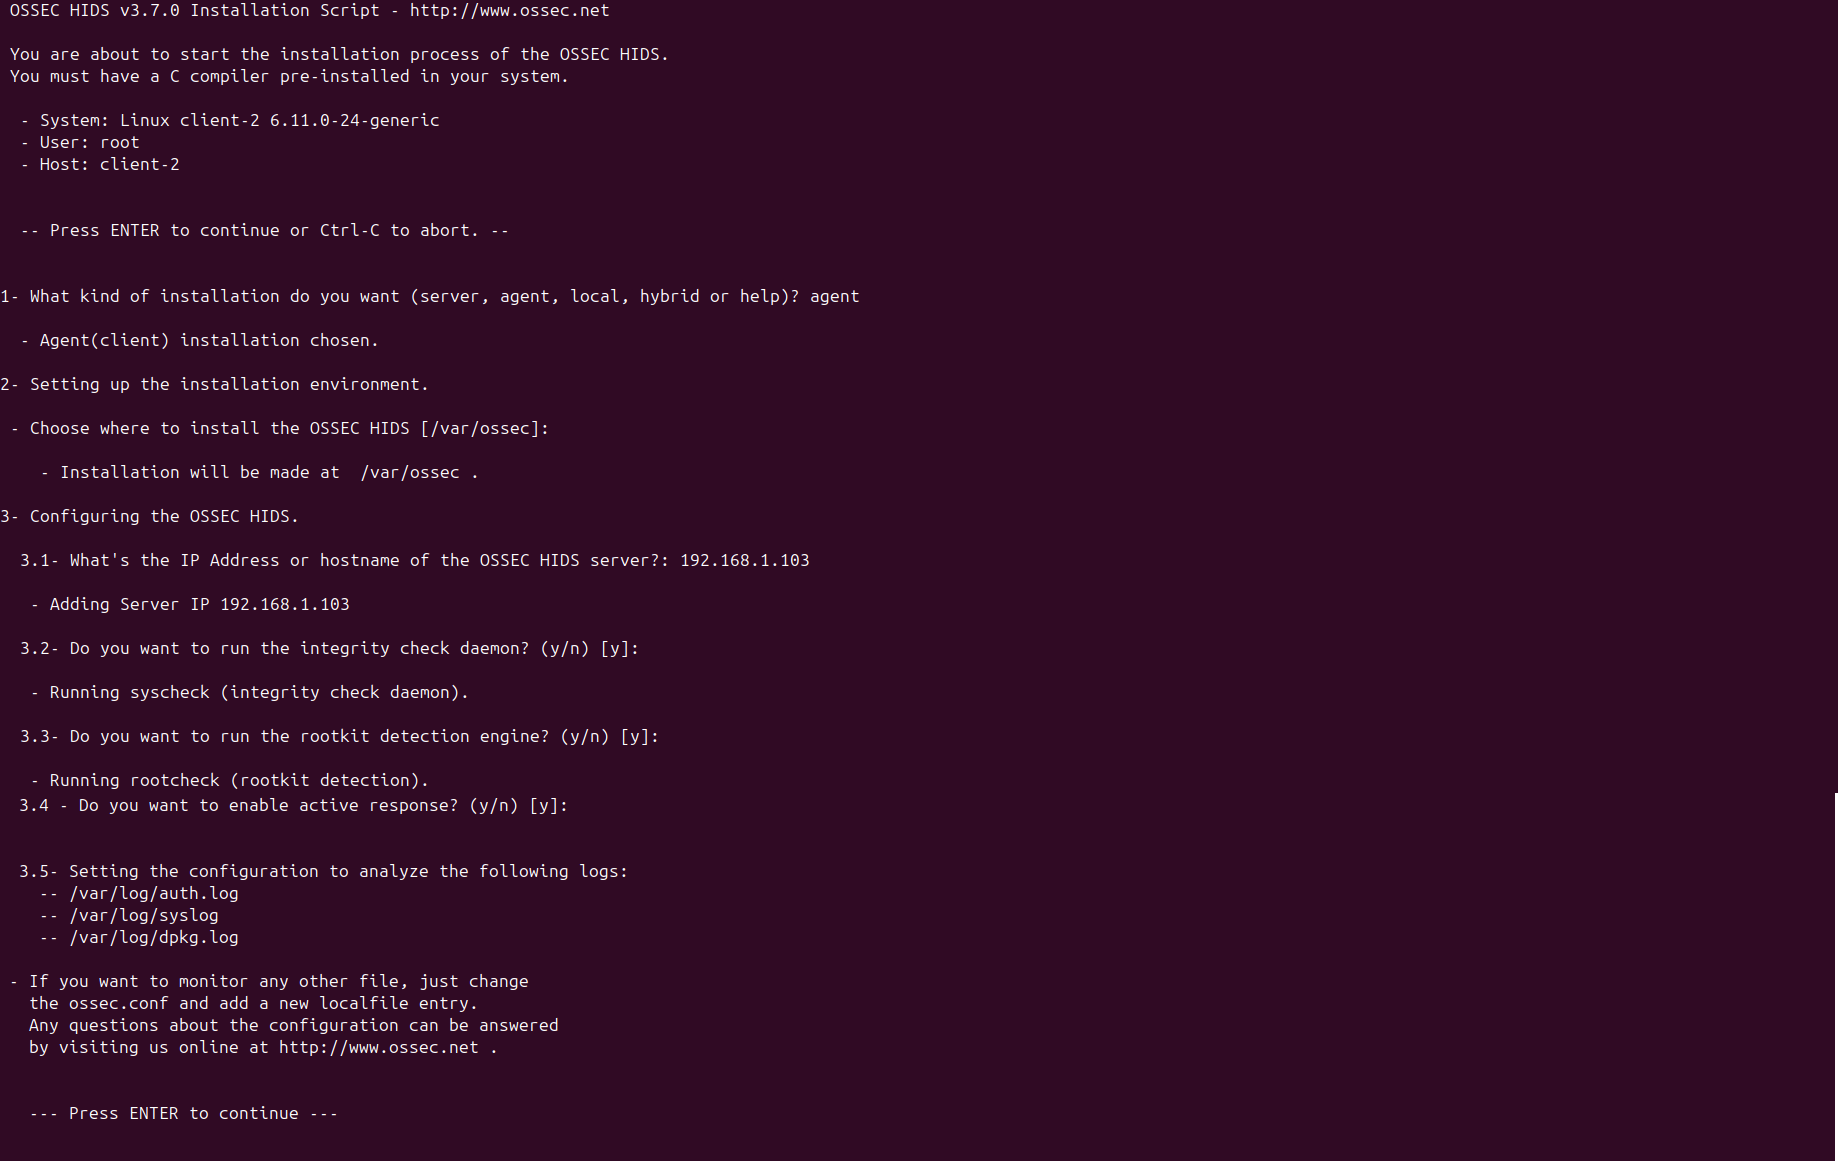 OSSEC HIDS v3.7.0 Installation Script - http://www.ossec.net
You are about to start the installation process of the OSSEC HIDS.
You must have a C compiler pre-installed in your system.
- System: Linux client-2 6.11.0-24-generic
- User: root
- Host: client-2
-- Press ENTER to continue or Ctrl-C to abort. --
1- What kind of installation do you want (server, agent, local, hybrid or help)? agent
- Agent(client) installation chosen.
2- Setting up the installation environment.
- Choose where to install the OSSEC HIDS [/var/ossec]:
- Installation will be made at  /var/ossec .
3- Configuring the OSSEC HIDS.
3.1- What's the IP Address or hostname of the OSSEC HIDS server?: 192.168.1.103
- Adding Server IP 192.168.1.103
3.2- Do you want to run the integrity check daemon? (y/n) [y]:
- Running syscheck (integrity check daemon).
3.3- Do you want to run the rootkit detection engine? (y/n) [y]:
- Running rootcheck (rootkit detection).
3.4 - Do you want to enable active response? (y/n) [y]:
3.5- Setting the configuration to analyze the following logs:
-- /var/log/auth.log
-- /var/log/syslog
-- /var/log/dpkg.log
- If you want to monitor any other file, just change
the ossec.conf and add a new localfile entry.
Any questions about the configuration can be answered
by visiting us online at http://www.ossec.net .
--- Press ENTER to continue ---